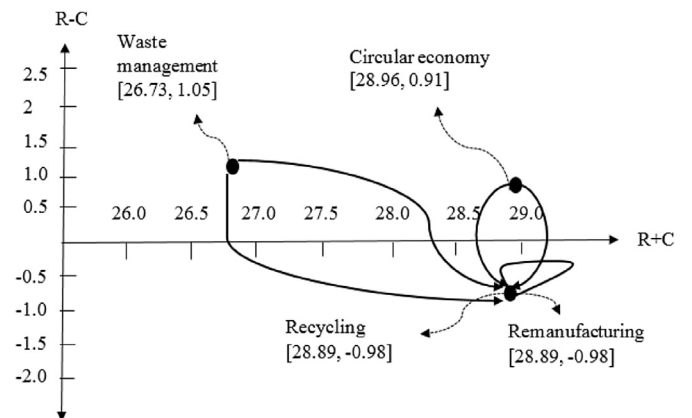 R-C
Waste
management
[26.73, 1.05]
Circular economy
[28.96, 0.91]
2.5
2
1.5
1.0
0.5
26.0 26.5 27.0 27.5 28.0 28.5 29.0
R+C
-0.5
-1.0
-1.5
-2.0
Recycling
[28.89, -0.98]
Remanufacturing
[28.89, -0.98]